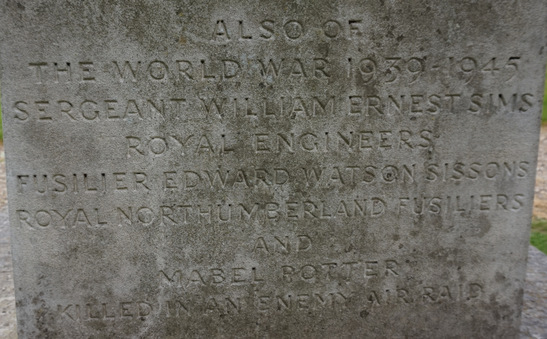 ALSO OF
THE WORLD WAR 1939-1945
SERGEANT WILLIAM ERNEST SIMS
ROYAL ENGINEERS
FUSILIER EDWARD WATSON SISSONS
ROYAL NORTHUMBERLAND FUSILIERS
AND
MABEL POTTER
KILLED IN AN ENEMY AIR RAID